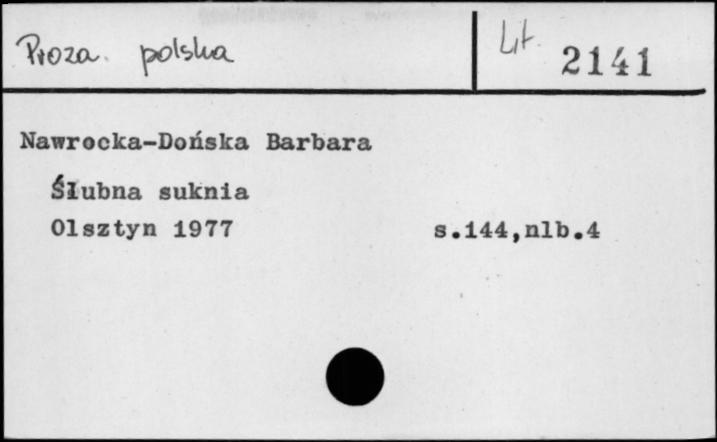 Proza polska
Lit. 2141
Nawrocka-Dońska Barbara
Ślubna suknia
Olsztyn 1977 s.144,nlb.4